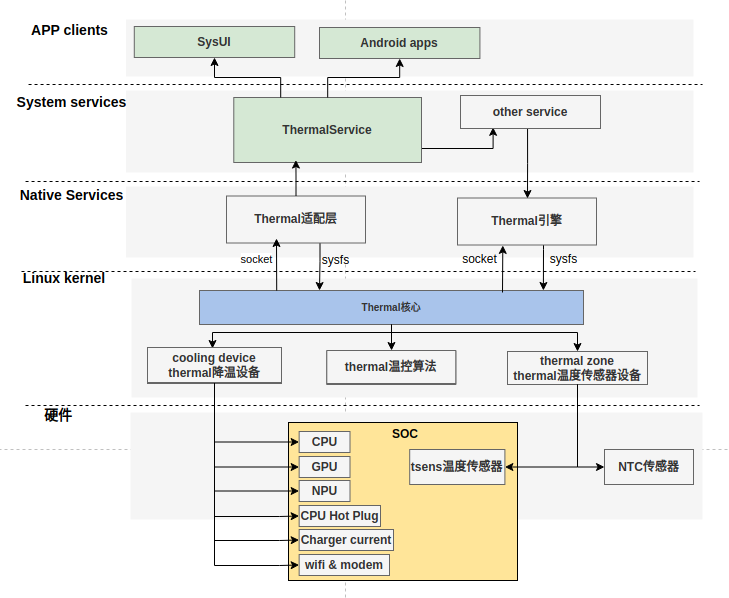 APP clients
SysUI
Android apps
System services
ThermalService
other service
Native Services
Thermal适配层
Thermal引擎
socket
sysfs
socket
sysfs
Linux kernel
Thermal核心
cooling device
thermal降温设备
thermal温控算法
thermal zone
thermal温度传感器设备
硬件
SOC
CPU
GPU
NPU
CPU Hot Plug
Charger current
wifi & modem
tsens温度传感器
NTC传感器